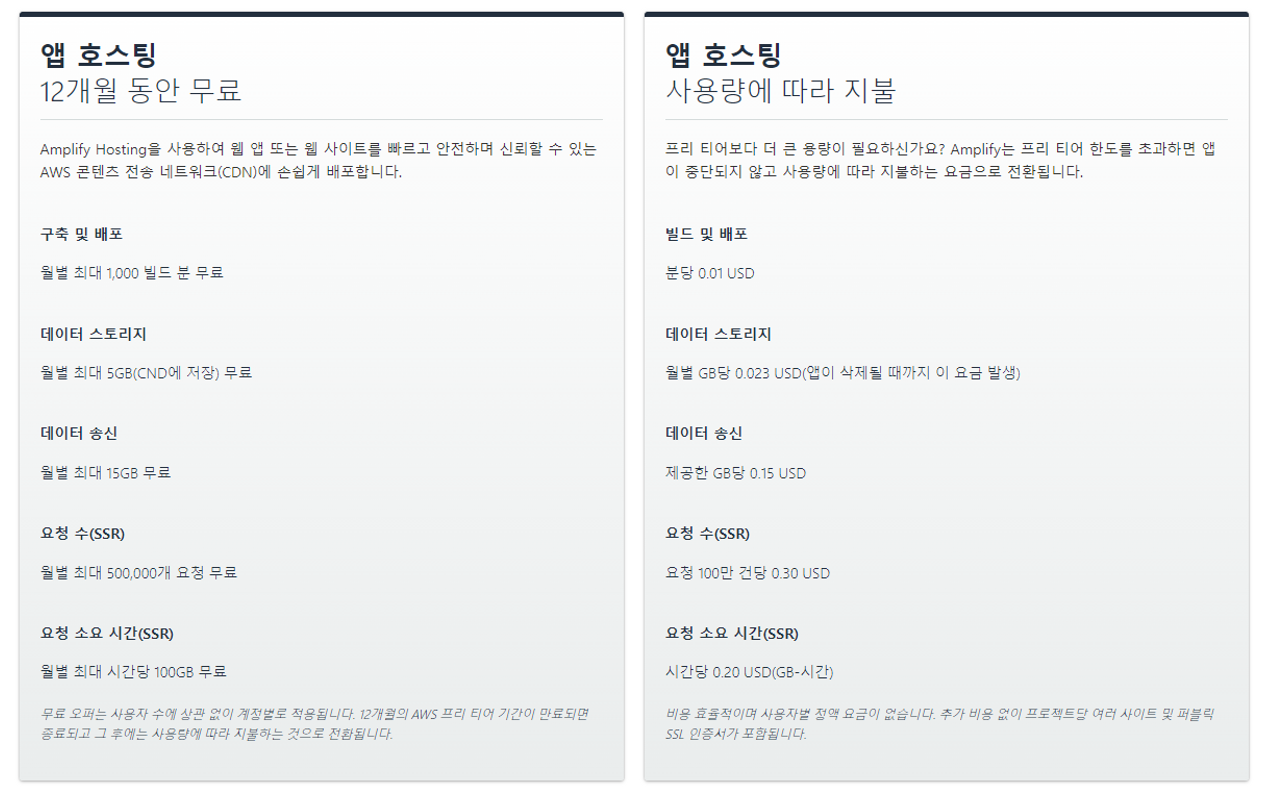 앱 호스팅
12개월 동안 무료
Amplify Hosting을 사용하여 웹 앱 또는 웹 사이트를 빠르고 안전하며 신뢰할 수 있는
AWS 콘텐츠 전송 네트워크(CDN)에 손쉽게 배포합니다.
구축 및 배포
월별 최대 1,000 빌드 분 무료
데이터 스토리지
월별 최대 5GB(CND에 저장) 무료
데이터 송신
월별 최대 15GB 무료
요청 수(SSR)
월별 최대 500,000개 요청 무료
요청 소요 시간(SSR)
월별 최대 시간당 100GB 무료
무료 오퍼는 사용자 수에 상관 없이 계정별로 적용됩니다. 12개월의 AWS 프리 티어 기간이 만료되면
종료되고 그 후에는 사용량에 따라 지불하는 것으로 전환됩니다.
앱 호스팅
사용량에 따라 지불
프리 티어보다 더 큰 용량이 필요하신가요? Amplify는 프리 티어 한도를 초과하면 앱
이 중단되지 않고 사용량에 따라 지불하는 요금으로 전환됩니다.
빌드 및 배포
분당 0.01 USD
데이터 스토리지
월별 GB당 0.023 USD(앱이 삭제될 때까지 이 요금 발생)
데이터 송신
제공한 GB당 0.15 USD
요청 수(SSR)
요청 100만 건당 0.30 USD
요청 소요 시간(SSR)
시간당 0.20 USD(GB-시간)
비용 효율적이며 사용자별 정액 요금이 없습니다. 추가 비용 없이 프로젝트당 여러 사이트 및 퍼블릭
SSL 인증서가 포함됩니다.